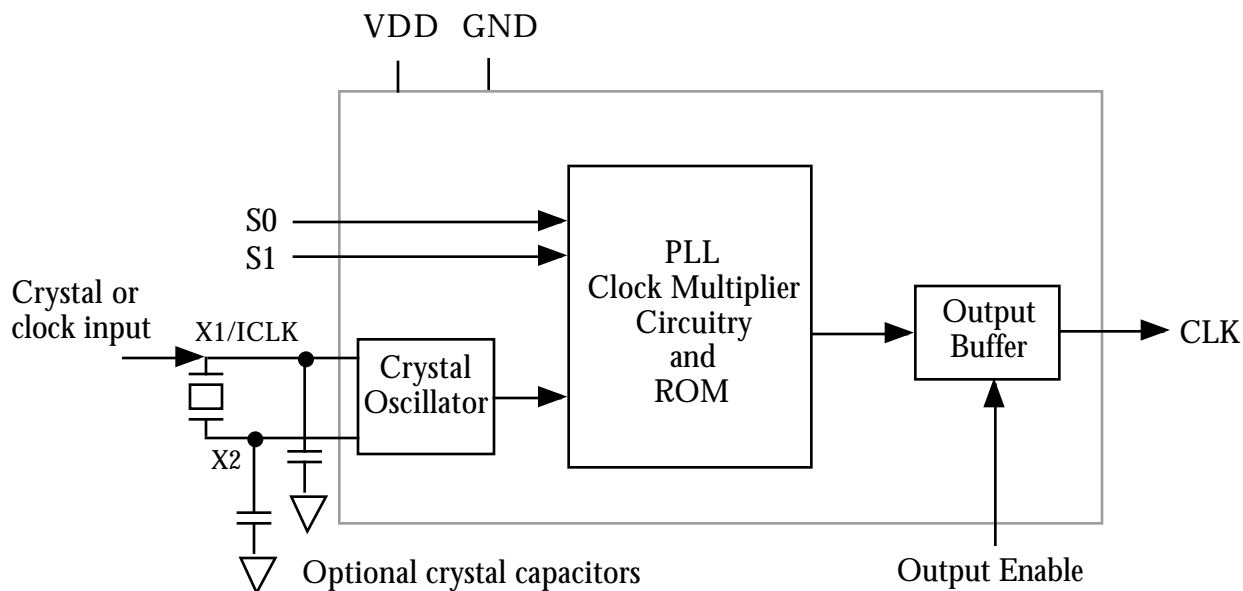 VDD GND
S0
S1
PLL
Clock Multiplier
Circuitry
and
ROM
Crystal or
clock input
X1/ICLK
Crystal
Oscillator
X2
Output
Buffer
CLK
Optional crystal capacitors
Output Enable